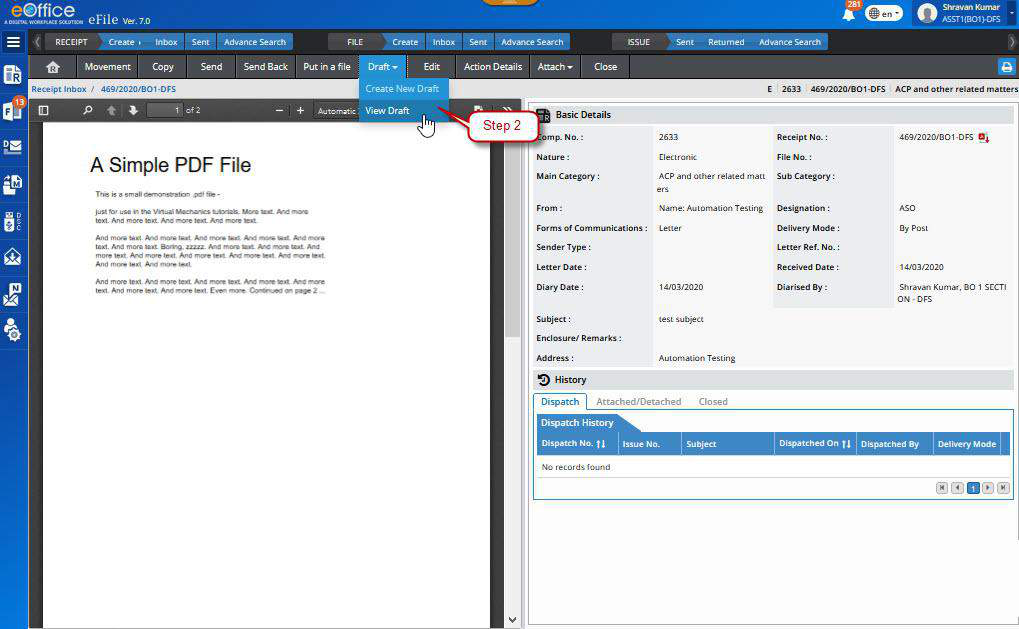 eOffice
A DIGITAL WORKPLACE SOLUTION
eFile Ver. 7.0
281
en
Shravan Kumar
ASST1(BO1)-DFS
RECEIPT Create Inbox Sent Advance Search
FILE Create Inbox Sent Advance Search
ISSUE Sent Returned Advance Search
Movement Copy Send Send Back Put in a file Draft Edit Action Details Attach Close
Create New Draft
View Draft
Step 2
Receipt Inbox / 469/2020/BO1-DFS
E 2633 469/2020/BO1-DFS ACP and other related matters
13
DSC
1 of 2
Automatic
A Simple PDF File
This is a small demonstration .pdf file -
just for use in the Virtual Mechanics tutorials. More text. And more
text. And more text. And more text. And more text.
And more text. And more text. And more text. And more
text. And more text. Boring, zzzzz. And more text. And more text. And
more text. And more text. And more text. And more text. And more text.
And more text. And more text.
And more text. And more text. And more text. And more
text. And more text. And more text. Even more. Continued on page 2 ...
Basic Details
Comp. No. : 2633 Receipt No. : 469/2020/BO1-DFS
Nature : Electronic File No. :
Main Category : ACP and other related matt Sub Category :
ers
From : Name: Automation Testing Designation : ASO
Forms of Communications : Letter Delivery Mode : By Post
Sender Type : Letter Ref. No. :
Letter Date : Received Date : 14/03/2020
Diary Date : 14/03/2020 Diarised By : Shravan Kumar, BO 1 SECTI
ON - DFS
Subject : test subject
Enclosure/ Remarks :
Address : Automation Testing
History
Dispatch Attached/Detached Closed
Dispatch History
Dispatch No. Issue No. Subject Dispatched On Dispatched By Delivery Mode
No records found
1